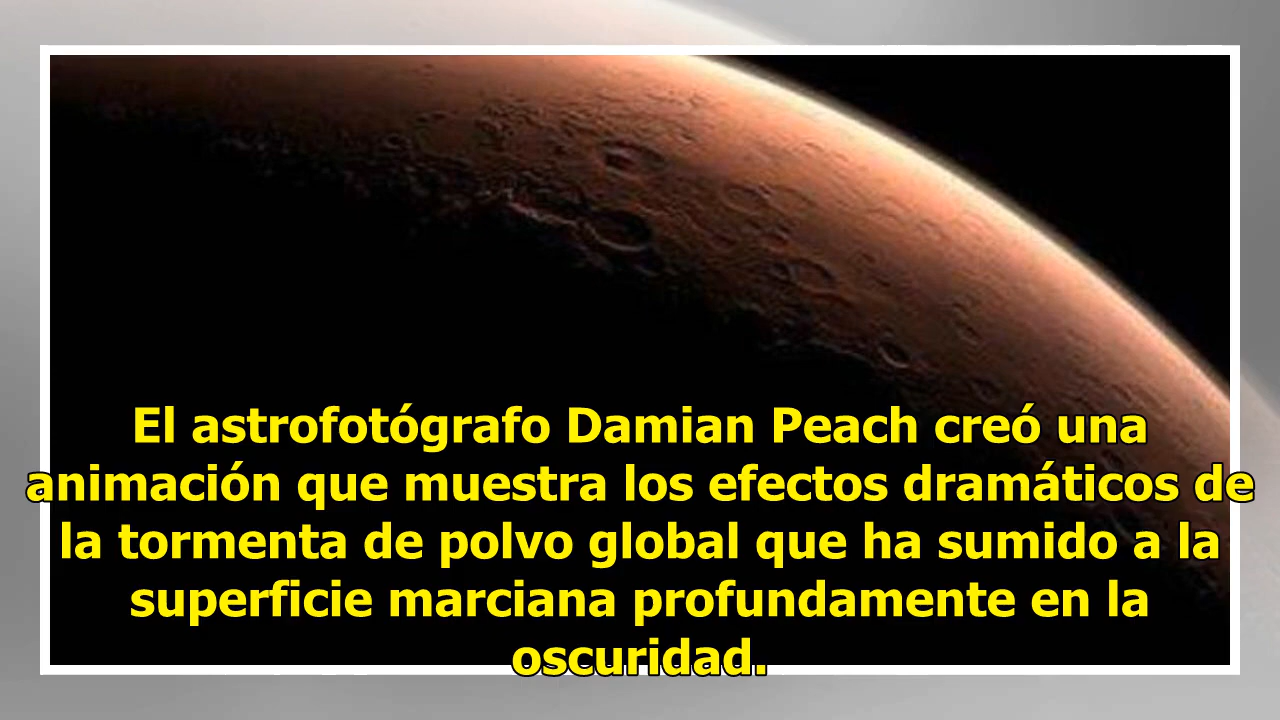 El astrofotógrafo Damian Peach creó una
animación que muestra los efectos dramáticos de
la tormenta de polvo global que ha sumido a la
superficie marciana profundamente en la
oscuridad.